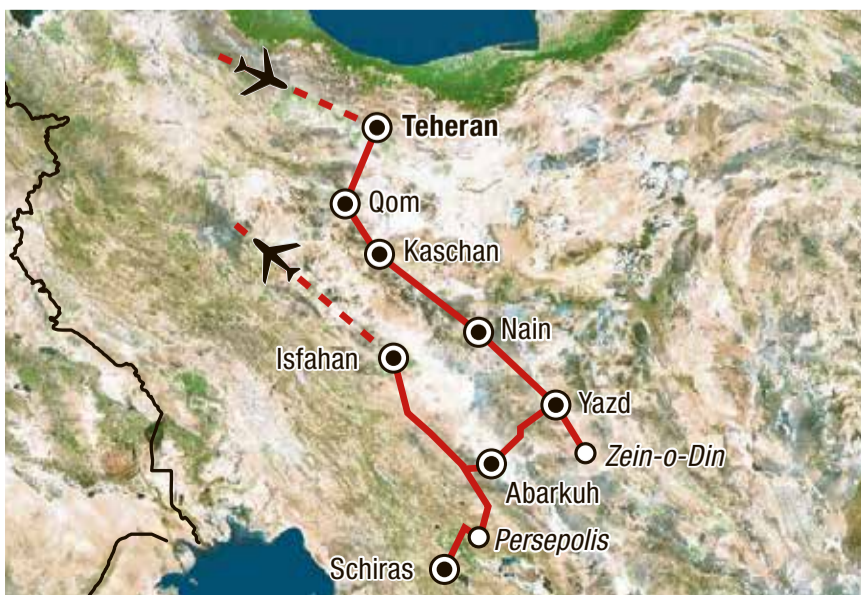 Teheran
Qom
Kaschan
Nain
Isfahan
Yazd
Zein-o-Din
Abarkuh
Persepolis
Schiras